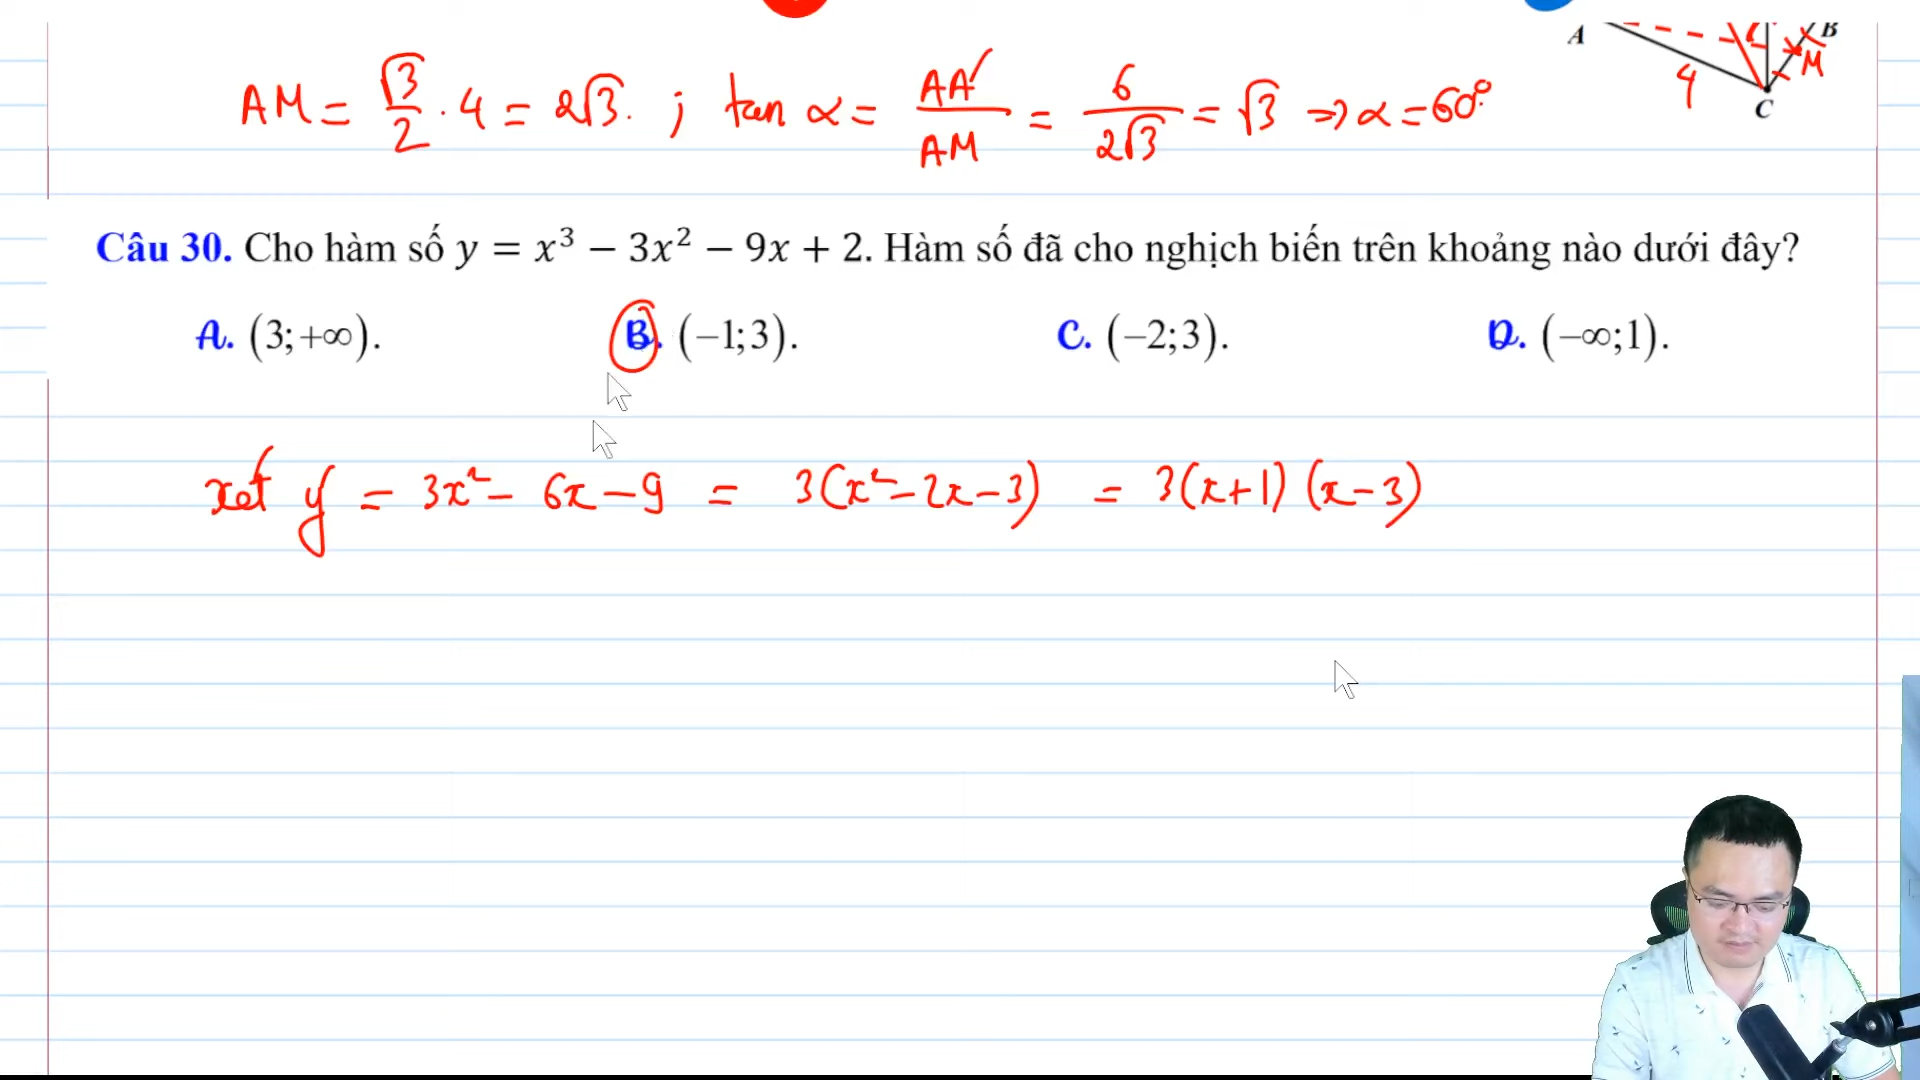 A
B
4
M
C
AM = √3/2 · 4 = 2√3. ; tan α = AA'/AM = 6/2√3 = √3 ⇒ α = 60°
Câu 30. Cho hàm số y = x³ − 3x² − 9x + 2. Hàm số đã cho nghịch biến trên khoảng nào dưới đây?
A. (3; +∞). B. (−1; 3). C. (−2; 3). D. (−∞; 1).
xét y = 3x² − 6x − 9 = 3(x² − 2x − 3) = 3(x+1)(x−3)